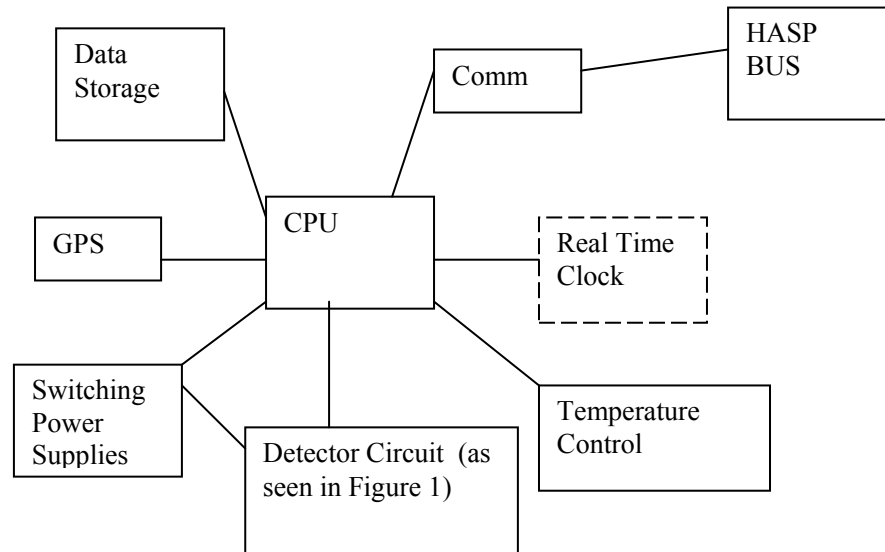 Data
Storage
Comm
HASP
BUS
CPU
GPS
Real Time
Clock
Switching
Power
Supplies
Detector Circuit  (as
seen in Figure 1)
Temperature
Control